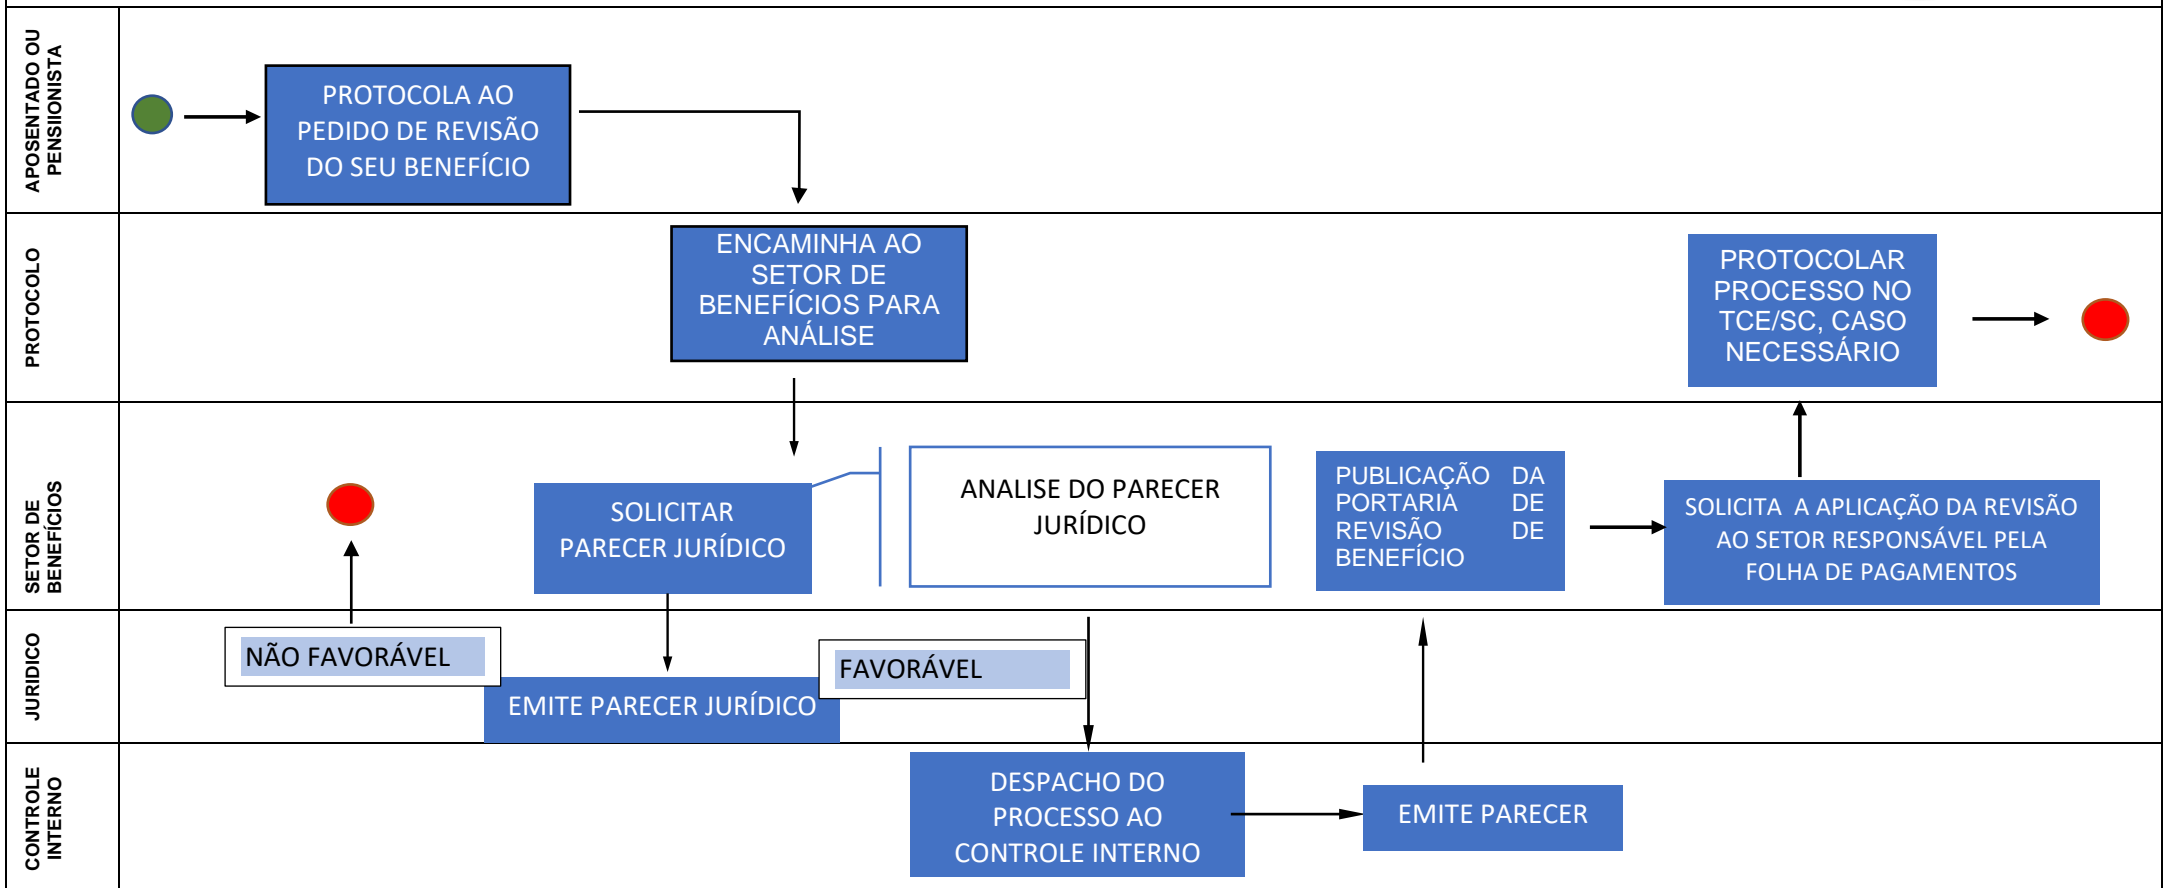 APOSENTADO OU
PENSIIONISTA
PROTOCOLA AO
PEDIDO DE REVISÃO
DO SEU BENEFÍCIO
PROTOCOLO
ENCAMINHA AO
SETOR DE
BENEFÍCIOS PARA
ANÁLISE
PROTOCOLAR
PROCESSO NO
TCE/SC, CASO
NECESSÁRIO
SETOR DE
BENEFÍCIOS
SOLICITAR
PARECER JURÍDICO
ANALISE DO PARECER
JURÍDICO
PUBLICAÇÃO DA
PORTARIA DE
REVISÃO DE
BENEFÍCIO
SOLICITA A APLICAÇÃO DA REVISÃO
AO SETOR RESPONSÁVEL PELA
FOLHA DE PAGAMENTOS
JURIDICO
NÃO FAVORÁVEL
EMITE PARECER JURÍDICO
FAVORÁVEL
CONTROLE
INTERNO
DESPACHO DO
PROCESSO AO
CONTROLE INTERNO
EMITE PARECER